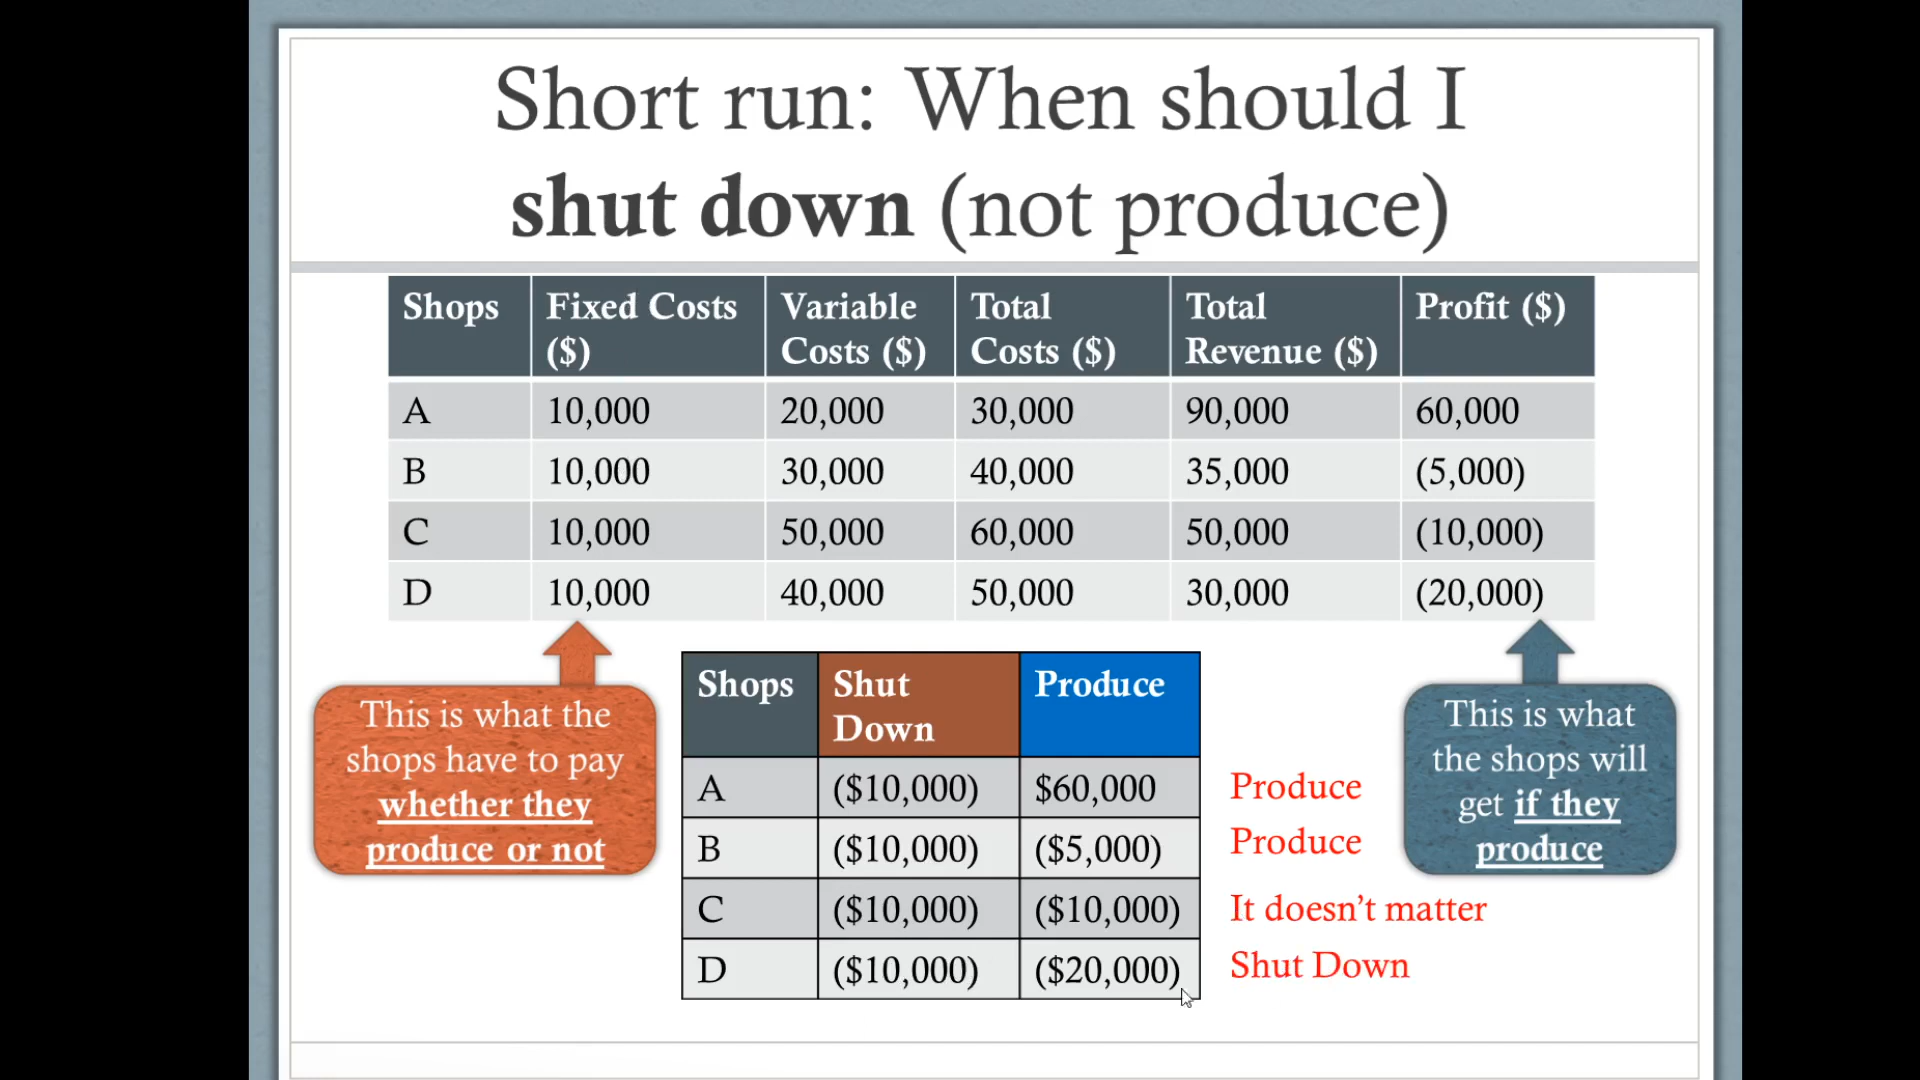 Short run: When should I
shut down (not produce)
Shops Fixed Costs ($) Variable Costs ($) Total Costs ($) Total Revenue ($) Profit ($)
A 10,000 20,000 30,000 90,000 60,000
B 10,000 30,000 40,000 35,000 (5,000)
C 10,000 50,000 60,000 50,000 (10,000)
D 10,000 40,000 50,000 30,000 (20,000)
This is what the
shops have to pay
whether they
produce or not
Shops Shut Down Produce
A ($10,000) $60,000 Produce
B ($10,000) ($5,000) Produce
C ($10,000) ($10,000) It doesn’t matter
D ($10,000) ($20,000) Shut Down
This is what
the shops will
get if they
produce